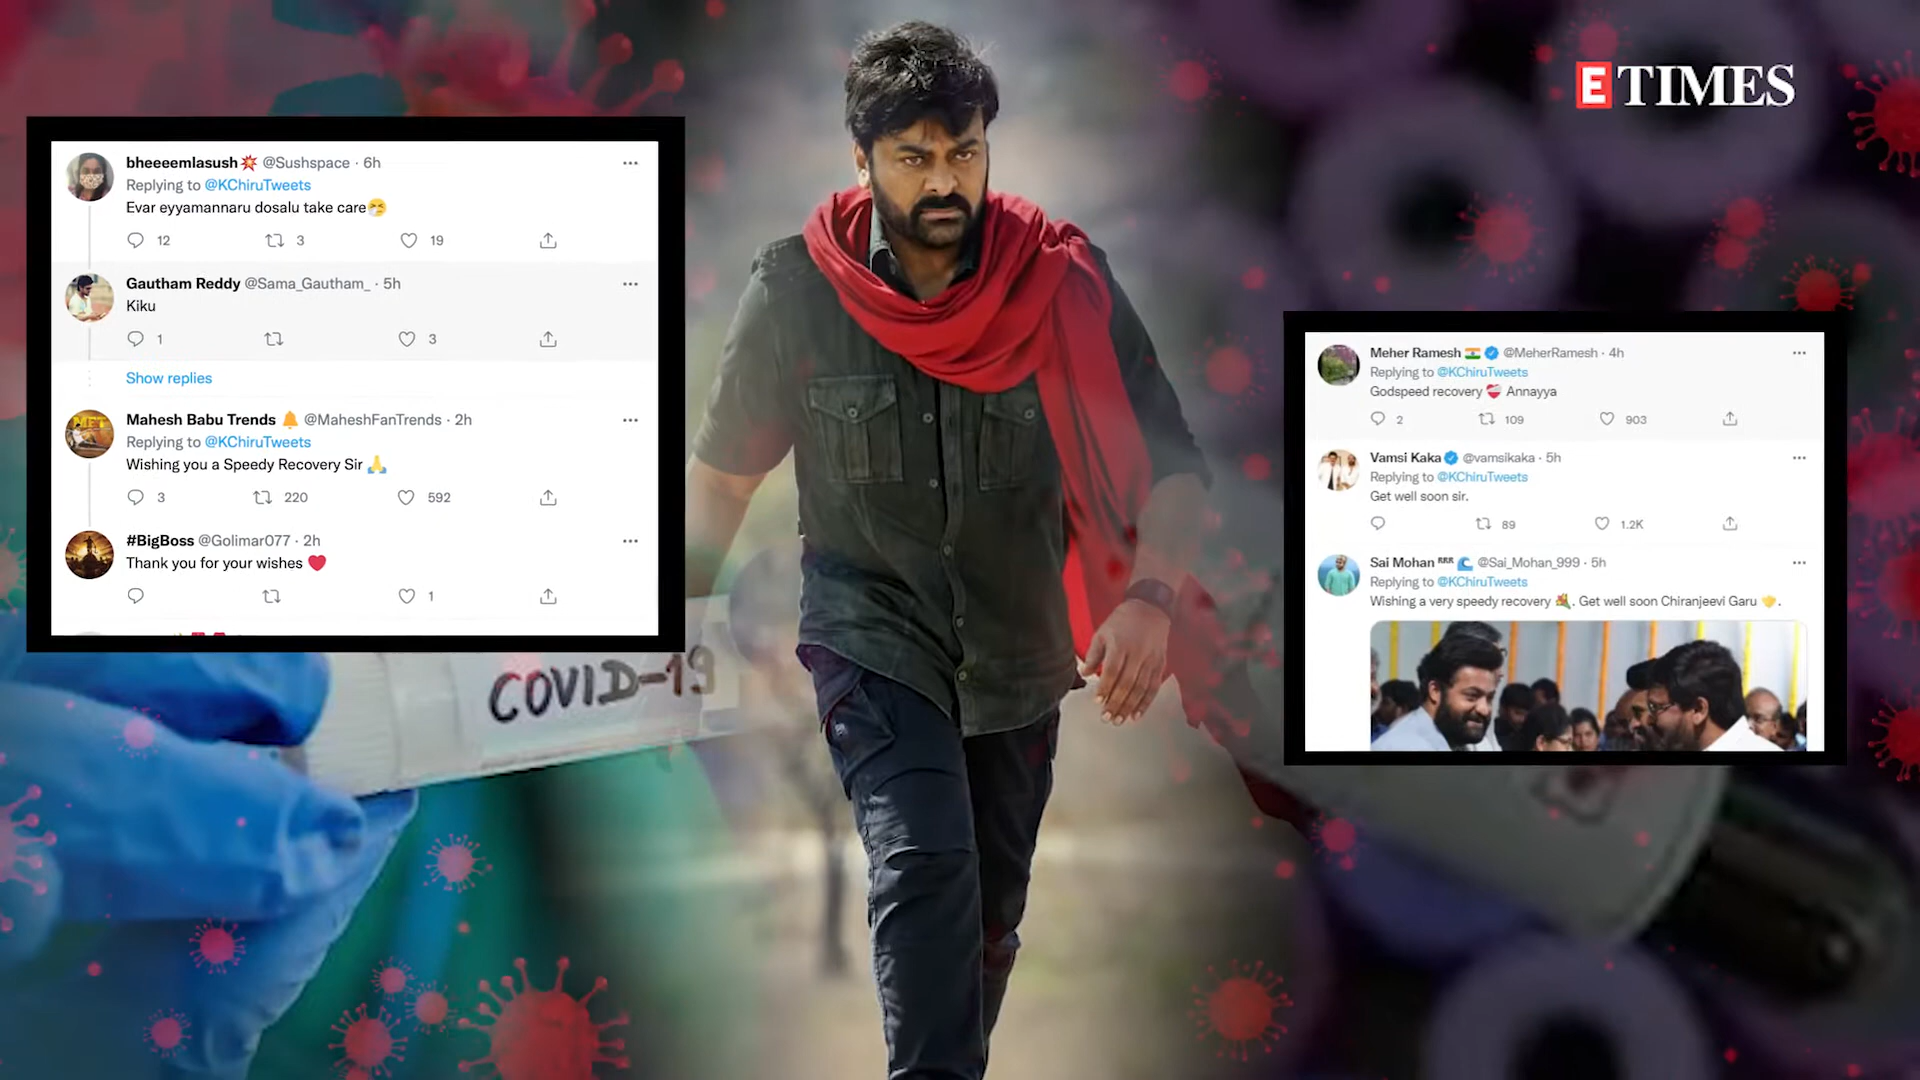 ETIMES
bheeeemlasush💥 @Sushspace · 6h
Replying to @KChiruTweets
Evar eyyamannaru dosalu take care🤧
12 3 19
Gautham Reddy @Sama_Gautham_ · 5h
Kiku
1 3
Show replies
Mahesh Babu Trends 🔔 @MaheshFanTrends · 2h
Replying to @KChiruTweets
Wishing you a Speedy Recovery Sir 🙏
3 220 592
#BigBoss @Golimar077 · 2h
Thank you for your wishes ❤️
1
COVID-19
Meher Ramesh 🇮🇳 @MeherRamesh · 4h
Replying to @KChiruTweets
Godspeed recovery ❤️‍🩹 Annayya
2 109 903
Vamsi Kaka @vamsikaka · 5h
Replying to @KChiruTweets
Get well soon sir.
89 1.2K
Sai Mohan ᴿᴿᴿ 🌊 @Sai_Mohan_999 · 5h
Replying to @KChiruTweets
Wishing a very speedy recovery 💐. Get well soon Chiranjeevi Garu 💛.